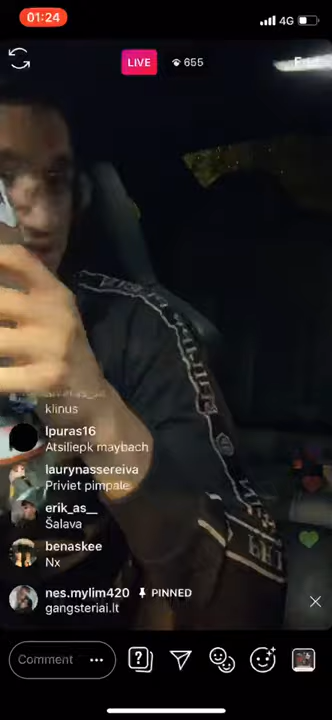 01:24
4G
LIVE
655
klinus
lpuras16
Atsiliepk maybach
laurynassereiva
Priviet pimpale
erik_as__
Šalava
benaskee
Nx
nes.mylim420 PINNED
gangsteriai.lt
Comment